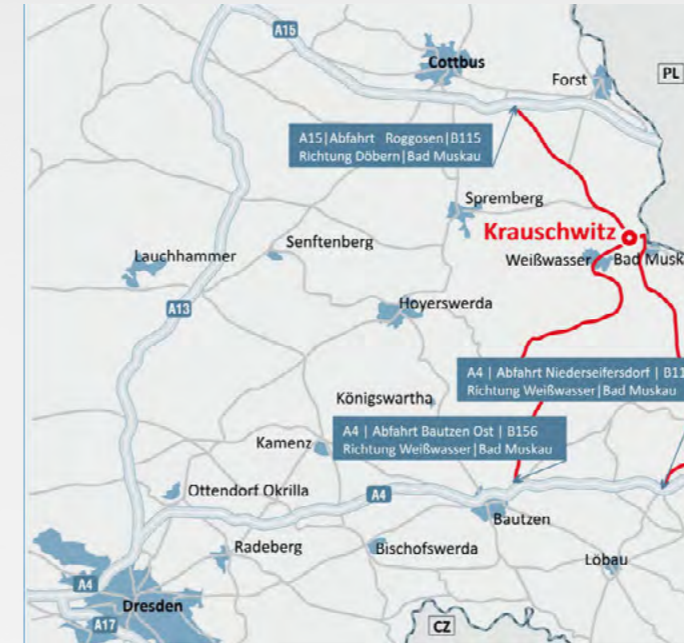 A15
Cottbus
Forst
PL
A15|Abfahrt Roggosen|B115
Richtung Döbern|Bad Muskau
Spremberg
Krauschwitz
Lauchhammer
Senftenberg
Weißwasser
Bad Musk
A13
Hoyerswerda
A4 | Abfahrt Niederseifersdorf | B11
Richtung Weißwasser|Bad Muskau
Königswartha
A4 | Abfahrt Bautzen Ost | B156
Richtung Weißwasser|Bad Muskau
Kamenz
Ottendorf Okrilla
A4
Bautzen
Radeberg
Bischofswerda
Löbau
A4
Dresden
A17
CZ